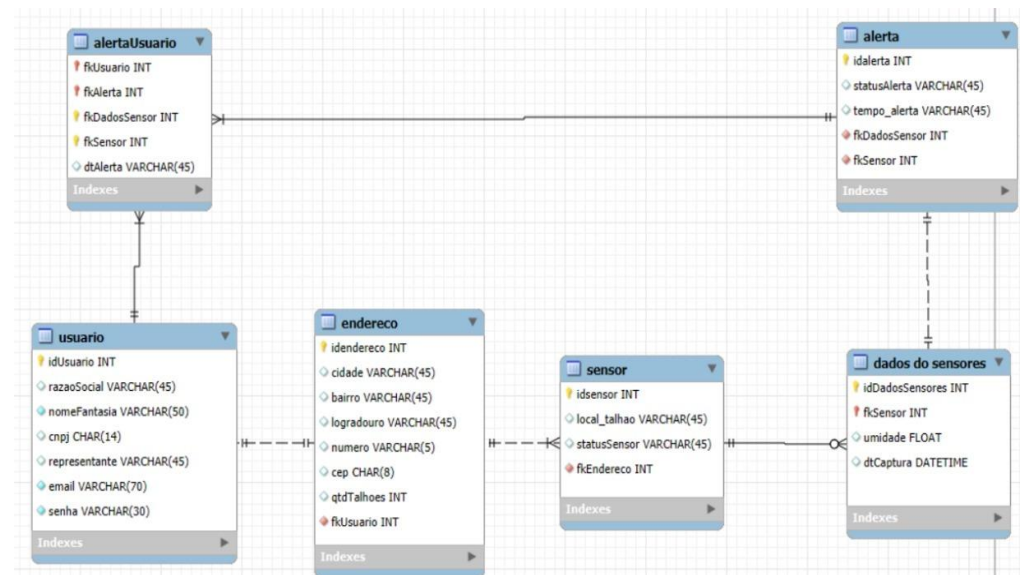 alertaUsuario
fkUsuario INT
fkAlerta INT
fkDadosSensor INT
fkSensor INT
dtAlerta VARCHAR(45)
Indexes
alerta
idalerta INT
statusAlerta VARCHAR(45)
tempo_alerta VARCHAR(45)
fkDadosSensor INT
fkSensor INT
Indexes
usuario
idUsuario INT
razaoSocial VARCHAR(45)
nomeFantasia VARCHAR(50)
cnpj CHAR(14)
representante VARCHAR(45)
email VARCHAR(70)
senha VARCHAR(30)
Indexes
endereco
idendereco INT
cidade VARCHAR(45)
bairro VARCHAR(45)
logradouro VARCHAR(45)
numero VARCHAR(5)
cep CHAR(8)
qtdTalhoes INT
fkUsuario INT
Indexes
sensor
idsensor INT
local_talhao VARCHAR(45)
statusSensor VARCHAR(45)
fkEndereco INT
Indexes
dados do sensores
idDadosSensores INT
fkSensor INT
umidade FLOAT
dtCaptura DATETIME
Indexes